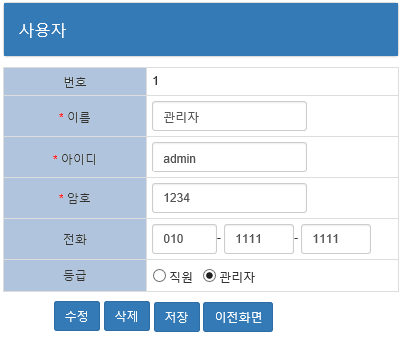 사용자
번호 1
* 이름 관리자
* 아이디 admin
* 암호 1234
전화 010 - 1111 - 1111
등급 직원 관리자
수정 삭제 저장 이전화면